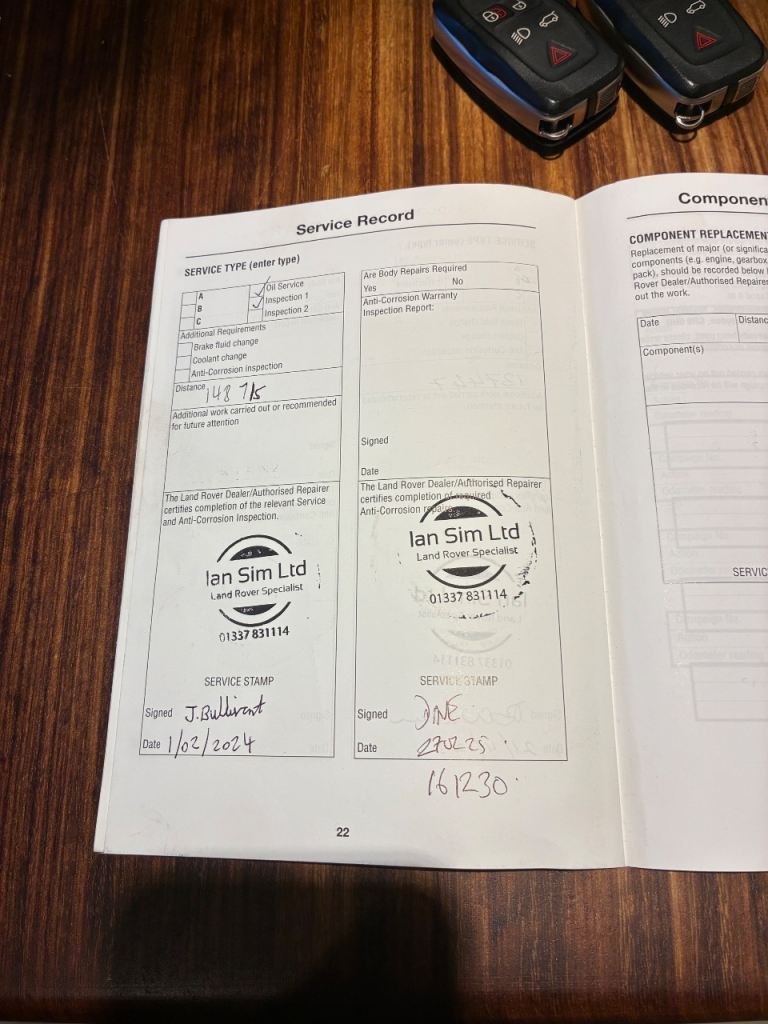 Service Record
SERVICE TYPE (enter type)
A
B
C
Oil Service
Inspection 1
Inspection 2
Additional Requirements
Brake fluid change
Coolant change
Anti-Corrosion Inspection
Distance 148 715
Additional work carried out or recommended
for future attention
The Land Rover Dealer/Authorised Repairer
certifies completion of the relevant Service
and Anti-Corrosion Inspection.
Ian Sim Ltd
Land Rover Specialist
01337 831114
SERVICE STAMP
Signed J. Bullivant
Date 1/02/2024
Are Body Repairs Required
Yes No
Anti-Corrosion Warranty
Inspection Report:
Signed
Date
The Land Rover Dealer/Authorised Repairer
certifies completion of required
Anti-Corrosion repairs.
Ian Sim Ltd
Land Rover Specialist
01337 831114
SERVICE STAMP
Signed
Date 270225
161230
22
Componen
COMPONENT REPLACEMENT
Replacement of major (or significa
components (e.g. engine, gearbox
pack), should be recorded below
Rover Dealer/Authorised Repairer
out the work.
Date Distanc
Component(s)
SERVIC